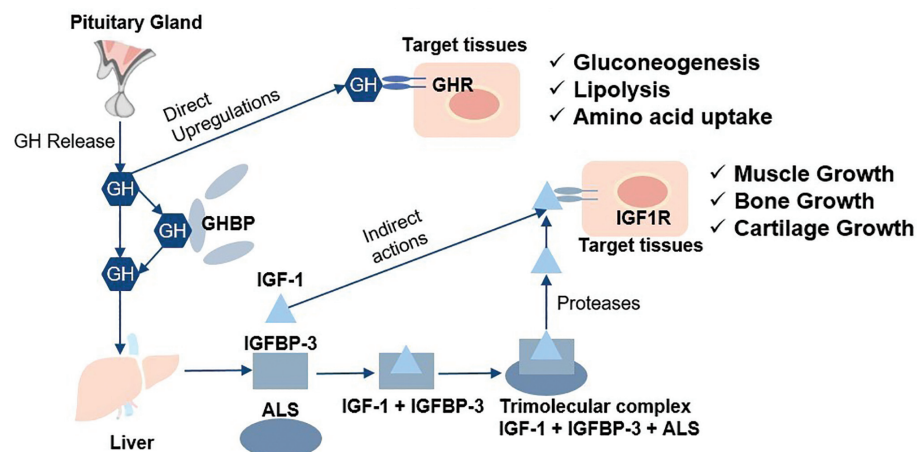 Pituitary Gland
GH Release
Direct
Upregulations
GH
GH
GH
GH
GHBP
Target tissues
GHR
✓ Gluconeogenesis
✓ Lipolysis
✓ Amino acid uptake
IGF1R
Target tissues
✓ Muscle Growth
✓ Bone Growth
✓ Cartilage Growth
Indirect
actions
IGF-1
IGFBP-3
ALS
Liver
IGF-1 + IGFBP-3
Proteases
Trimolecular complex
IGF-1 + IGFBP-3 + ALS